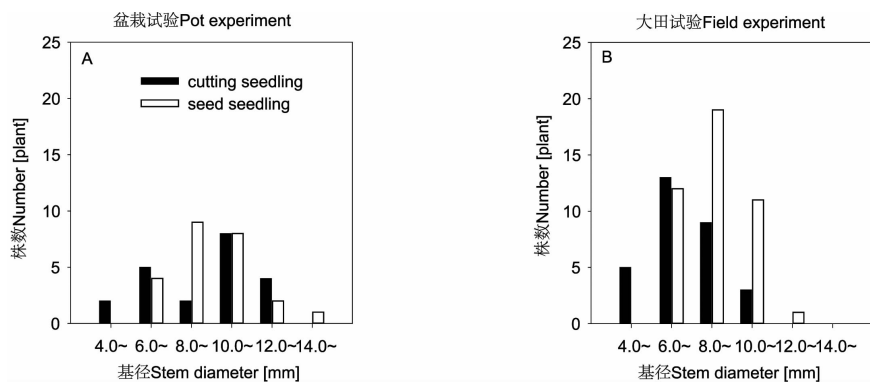 盆栽试验Pot experiment
25
20
15
10
5
0
株数Number [plant]
A
cutting seedling
seed seedling
4.0~ 6.0~ 8.0~ 10.0~ 12.0~ 14.0~
基径Stem diameter [mm]
大田试验Field experiment
25
20
15
10
5
0
株数Number [plant]
B
4.0~ 6.0~ 8.0~ 10.0~ 12.0~ 14.0~
基径Stem diameter [mm]